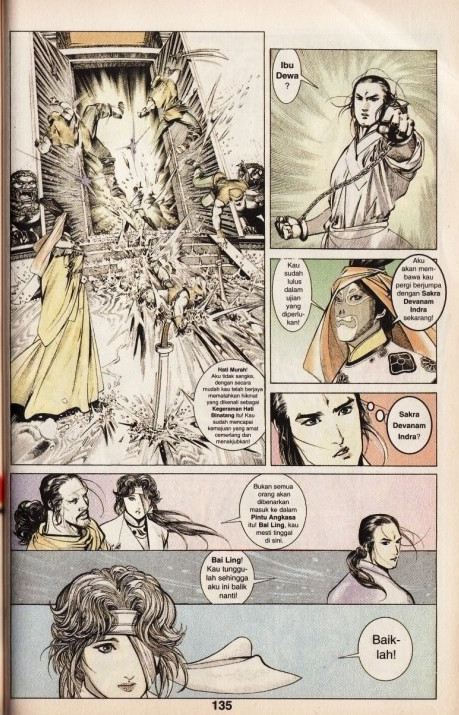 Ibu
Dewa
?
Kau
sudah
lulus
dalam
ujian
yang
diperlu-
kan!
Aku
akan mem-
bawa kau
pergi berjumpa
dengan Sakra
Devanam
Indra
sekarang!
Hati Murah!
Aku tidak sangka,
dengan secara
mudah kau telah berjaya
mematahkan hikmat
yang dikenali sebagai
Kegeraman Hati
Binatang itu! Kau
sudah mencapai
kemajuan yang amat
cemerlang dan
menakjubkan!
Sakra
Devanam
Indra?
Bukan semua
orang akan
dibenarkan
masuk ke dalam
Pintu Angkasa
itu! Bai Ling, kau
mesti tinggal
di sini.
Bai Ling!
Kau tunggu-
lah sehingga
aku ini balik
nanti!
Baik-
lah!
135